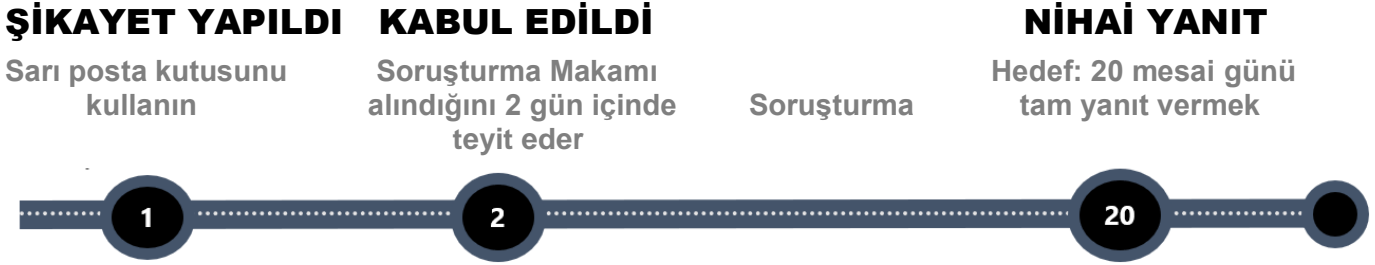 ŞİKAYET YAPILDI
Sarı posta kutusunu
kullanın
KABUL EDİLDİ
Soruşturma Makamı
alındığını 2 gün içinde
teyit eder
Soruşturma
NİHAİ YANIT
Hedef: 20 mesai günü
tam yanıt vermek
1
2
20